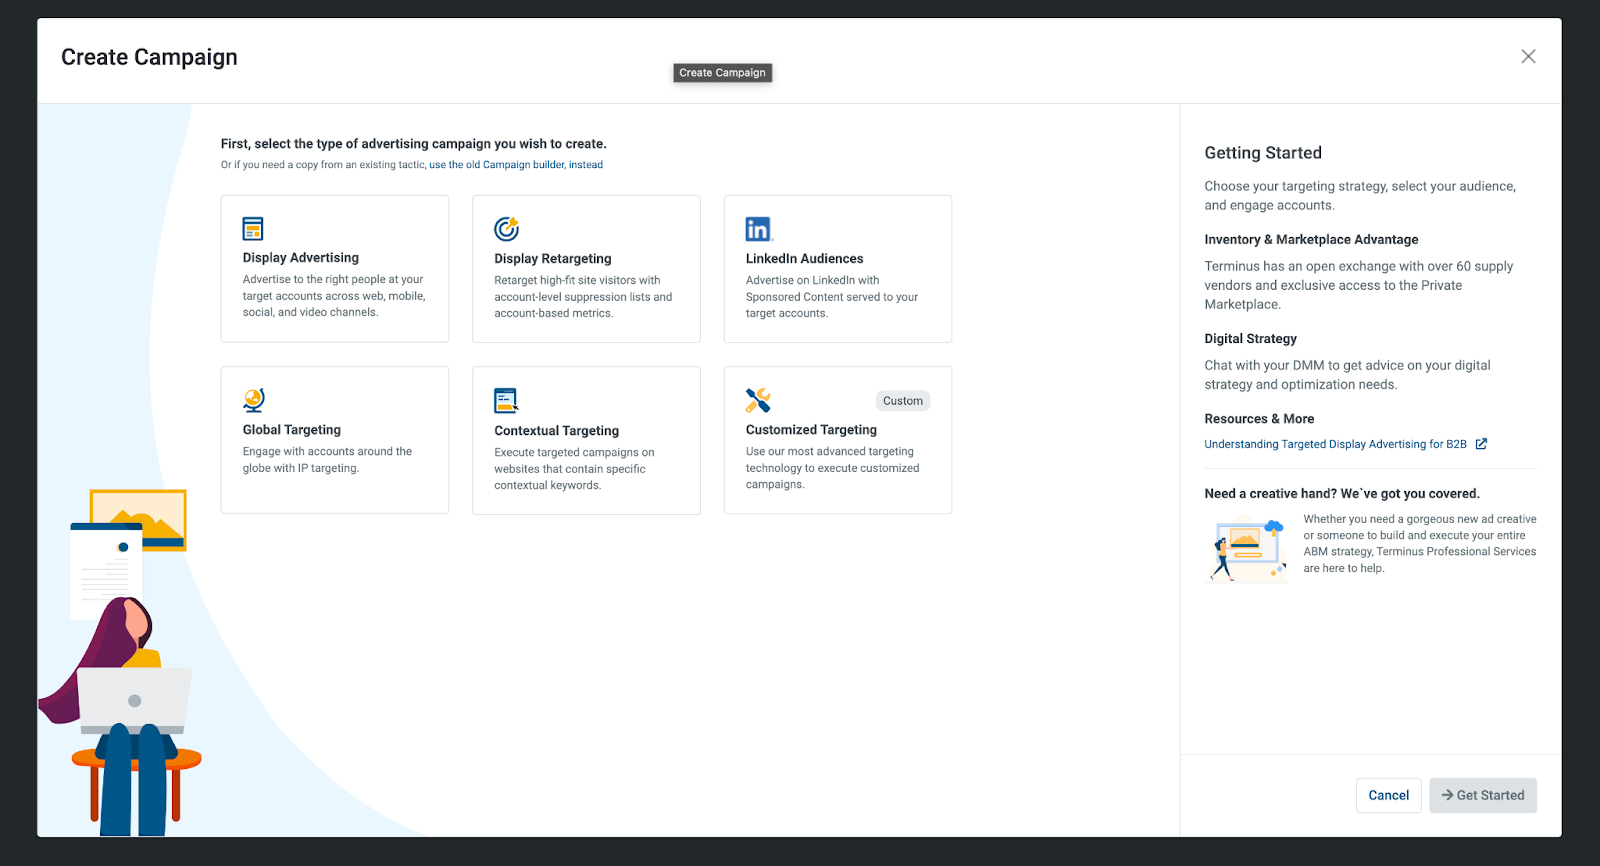 Create Campaign
Create Campaign
First, select the type of advertising campaign you wish to create.
Or if you need a copy from an existing tactic, use the old Campaign builder, instead
Display Advertising
Advertise to the right people at your
target accounts across web, mobile,
social, and video channels.
Display Retargeting
Retarget high-fit site visitors with
account-level suppression lists and
account-based metrics.
in
LinkedIn Audiences
Advertise on LinkedIn with
Sponsored Content served to your
target accounts.
Global Targeting
Engage with accounts around the
globe with IP targeting.
Contextual Targeting
Execute targeted campaigns on
websites that contain specific
contextual keywords.
Custom
Customized Targeting
Use our most advanced targeting
technology to execute customized
campaigns.
Getting Started
Choose your targeting strategy, select your audience,
and engage accounts.
Inventory & Marketplace Advantage
Terminus has an open exchange with over 60 supply
vendors and exclusive access to the Private
Marketplace.
Digital Strategy
Chat with your DMM to get advice on your digital
strategy and optimization needs.
Resources & More
Understanding Targeted Display Advertising for B2B
Need a creative hand? We`ve got you covered.
Whether you need a gorgeous new ad creative
or someone to build and execute your entire
ABM strategy, Terminus Professional Services
are here to help.
Cancel
Get Started